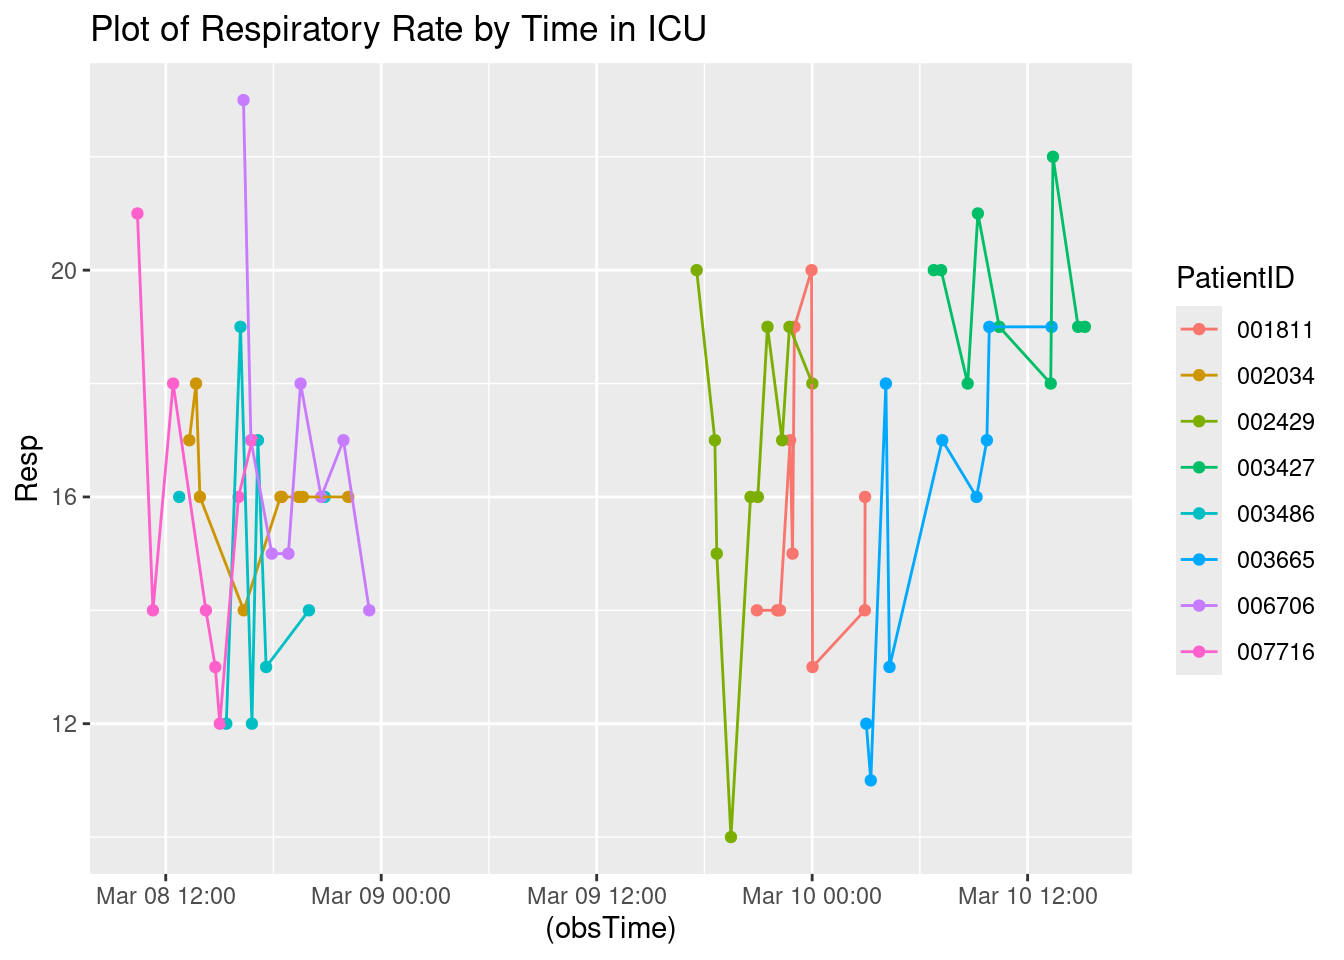 Plot of Respiratory Rate by Time in ICU
Resp
20
16
12
Mar 08 12:00
Mar 09 00:00
Mar 09 12:00
Mar 10 00:00
Mar 10 12:00
(obsTime)
PatientID
001811
002034
002429
003427
003486
003665
006706
007716